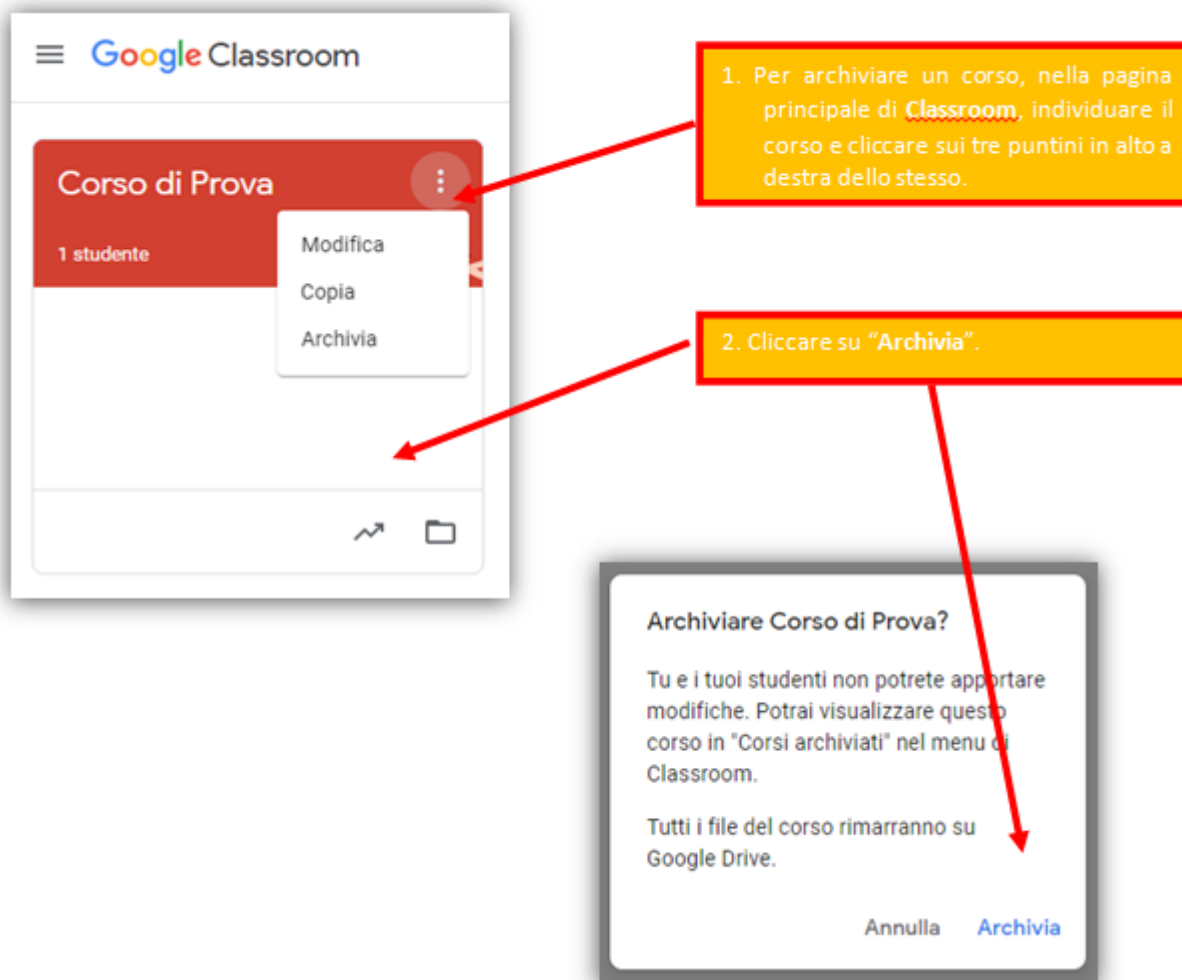 Google Classroom
Corso di Prova
1 studente
Modifica
Copia
Archivia
1. Per archiviare un corso, nella pagina
principale di Classroom, individuare il
corso e cliccare sui tre puntini in alto a
destra dello stesso.
2. Cliccare su “Archivia”.
Archiviare Corso di Prova?
Tu e i tuoi studenti non potrete apportare
modifiche. Potrai visualizzare questo
corso in "Corsi archiviati" nel menu di
Classroom.
Tutti i file del corso rimarranno su
Google Drive.
Annulla Archivia